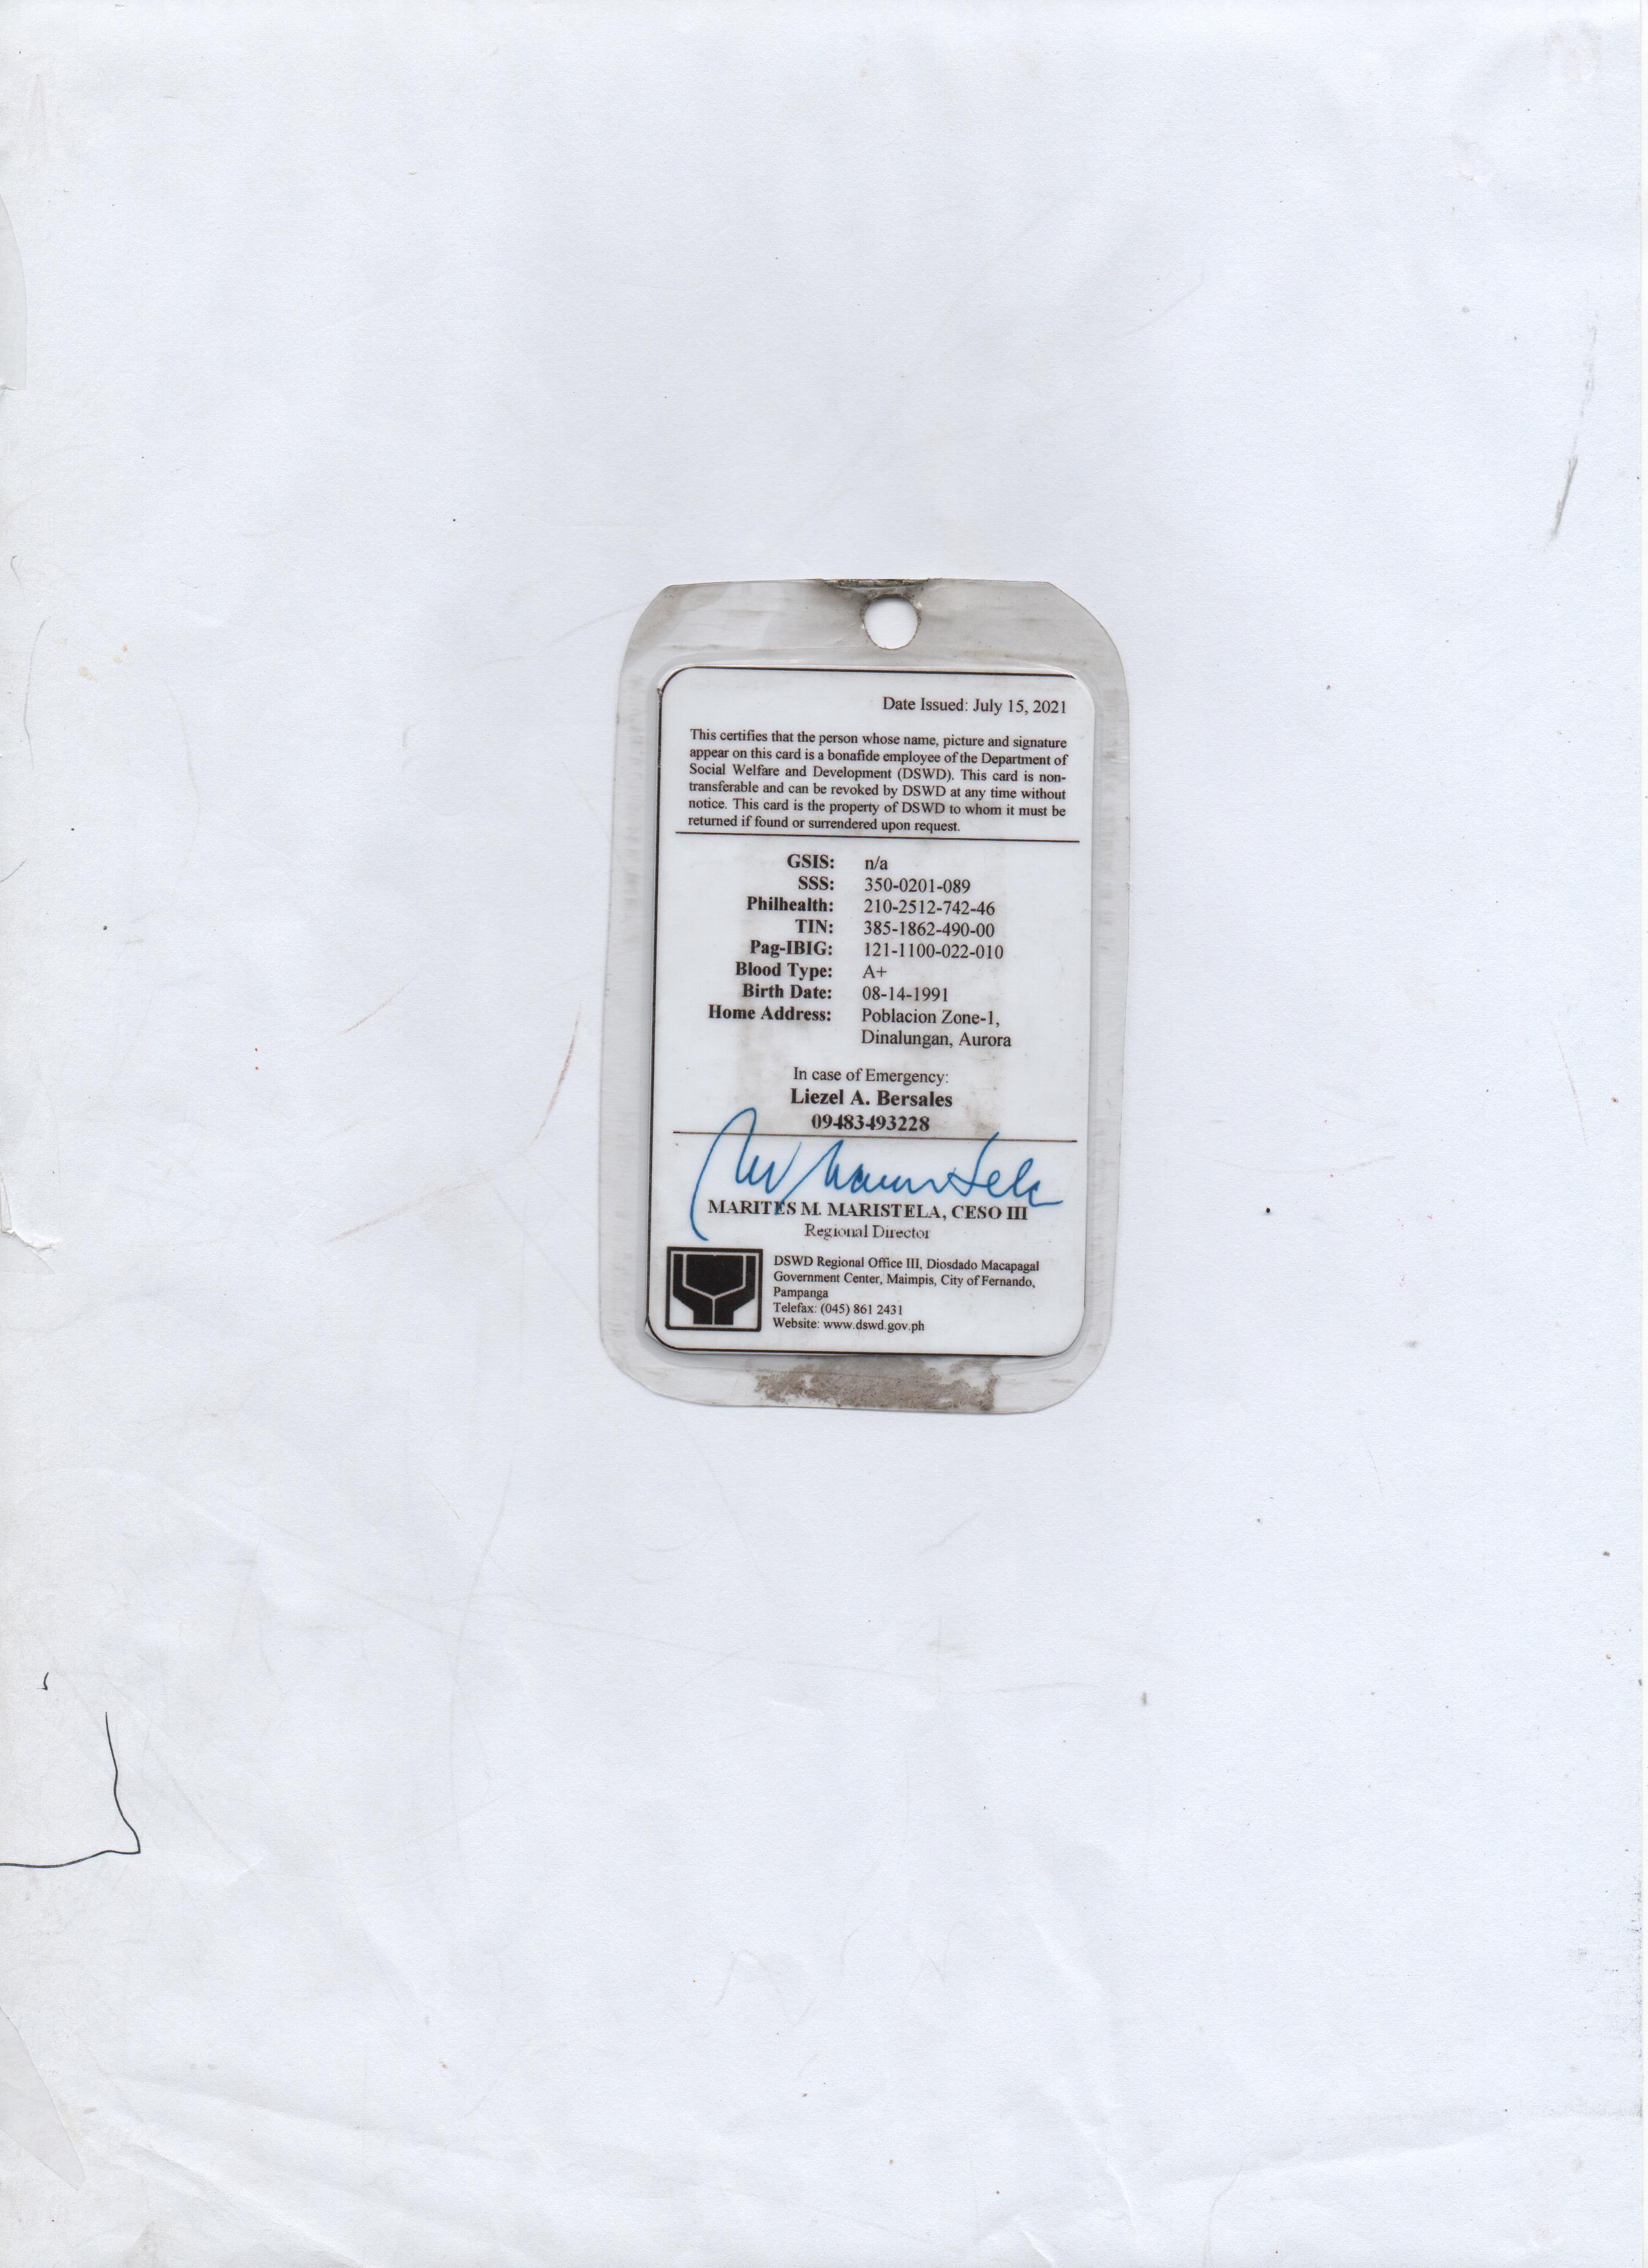 Date Issued: July 15, 2021
This certifies that the person whose name, picture and signature
appear on this card is a bonafide employee of the Department of
Social Welfare and Development (DSWD). This card is non-
transferable and can be revoked by DSWD at any time without
notice. This card is the property of DSWD to whom it must be
returned if found or surrendered upon request.
GSIS: n/a
SSS: 350-0201-089
Philhealth: 210-2512-742-46
TIN: 385-1862-490-00
Pag-IBIG: 121-1100-022-010
Blood Type: A+
Birth Date: 08-14-1991
Home Address: Poblacion Zone-1,
Dinalungan, Aurora
In case of Emergency:
Liezel A. Bersales
09483493228
MARITES M. MARISTELA, CESO III
Regional Director
DSWD Regional Office III, Diosdado Macapagal
Government Center, Maimpis, City of Fernando,
Pampanga
Telefax: (045) 861 2431
Website: www.dswd.gov.ph